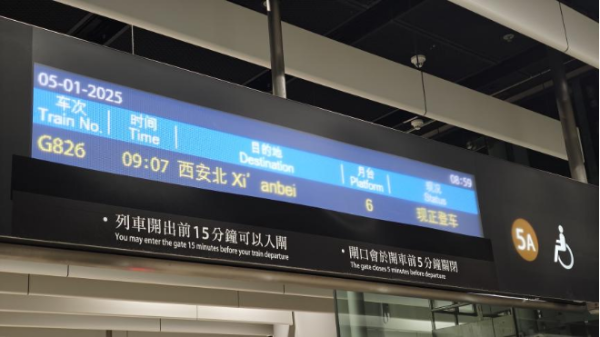 05-01-2025 08:59
车次 时间 目的地 月台 现况
Train No. Time Destination Platform Status
G826 09:07 西安北 Xi'anbei 6 现正登车
• 列車開出前15分鐘可以入閘 • 閘口會於開車前5分鐘關閉
You may enter the gate 15 minutes before your train departure The gate closes 5 minutes before train departure
5A